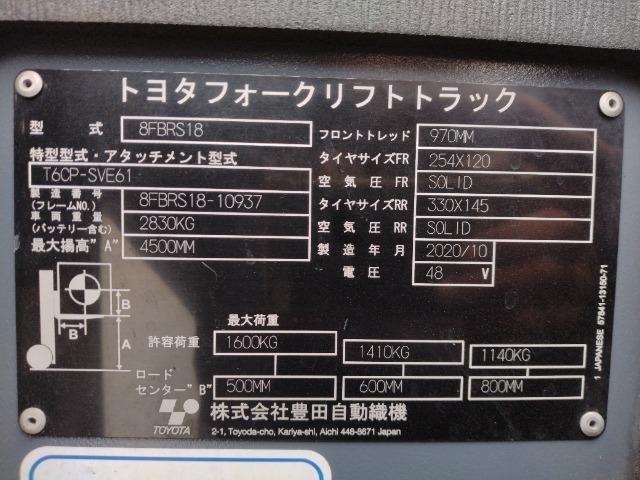 トヨタフォークリフトトラック
型 式 8FBRS18
特型型式・アタッチメント型式
T6CP-SVE61
製造番号
(フレームNO.) 8FBRS18-10937
車両重量
(バッテリー含む) 2830KG
最大揚高"A" 4500MM
フロントトレッド 970MM
タイヤサイズFR 254X120
空気圧FR SOLID
タイヤサイズRR 330X145
空気圧RR SOLID
製造年月 2020/10
電圧 48 V
B
B
A
最大荷重
許容荷重 1600KG 1410KG 1140KG
ロード
センター"B" 500MM 600MM 800MM
TOYOTA
株式会社豊田自動織機
2-1, Toyoda-cho, Kariya-shi, Aichi 448-8671 Japan
1 JAPANESE 57841-13150-71